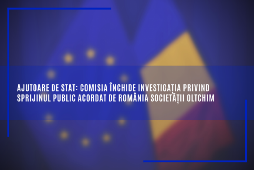 AJUTOARE DE STAT: COMISIA ÎNCHIDE INVESTIGAȚIA PRIVIND
SPRIJINUL PUBLIC ACORDAT DE ROMÂNIA SOCIETĂȚII OLTCHIM